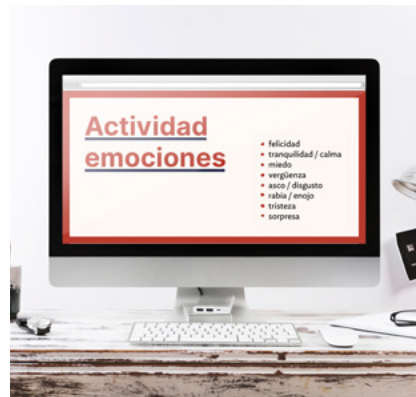 Actividad
emociones
felicidad
tranquilidad / calma
miedo
vergüenza
asco / disgusto
rabia / enojo
tristeza
sorpresa